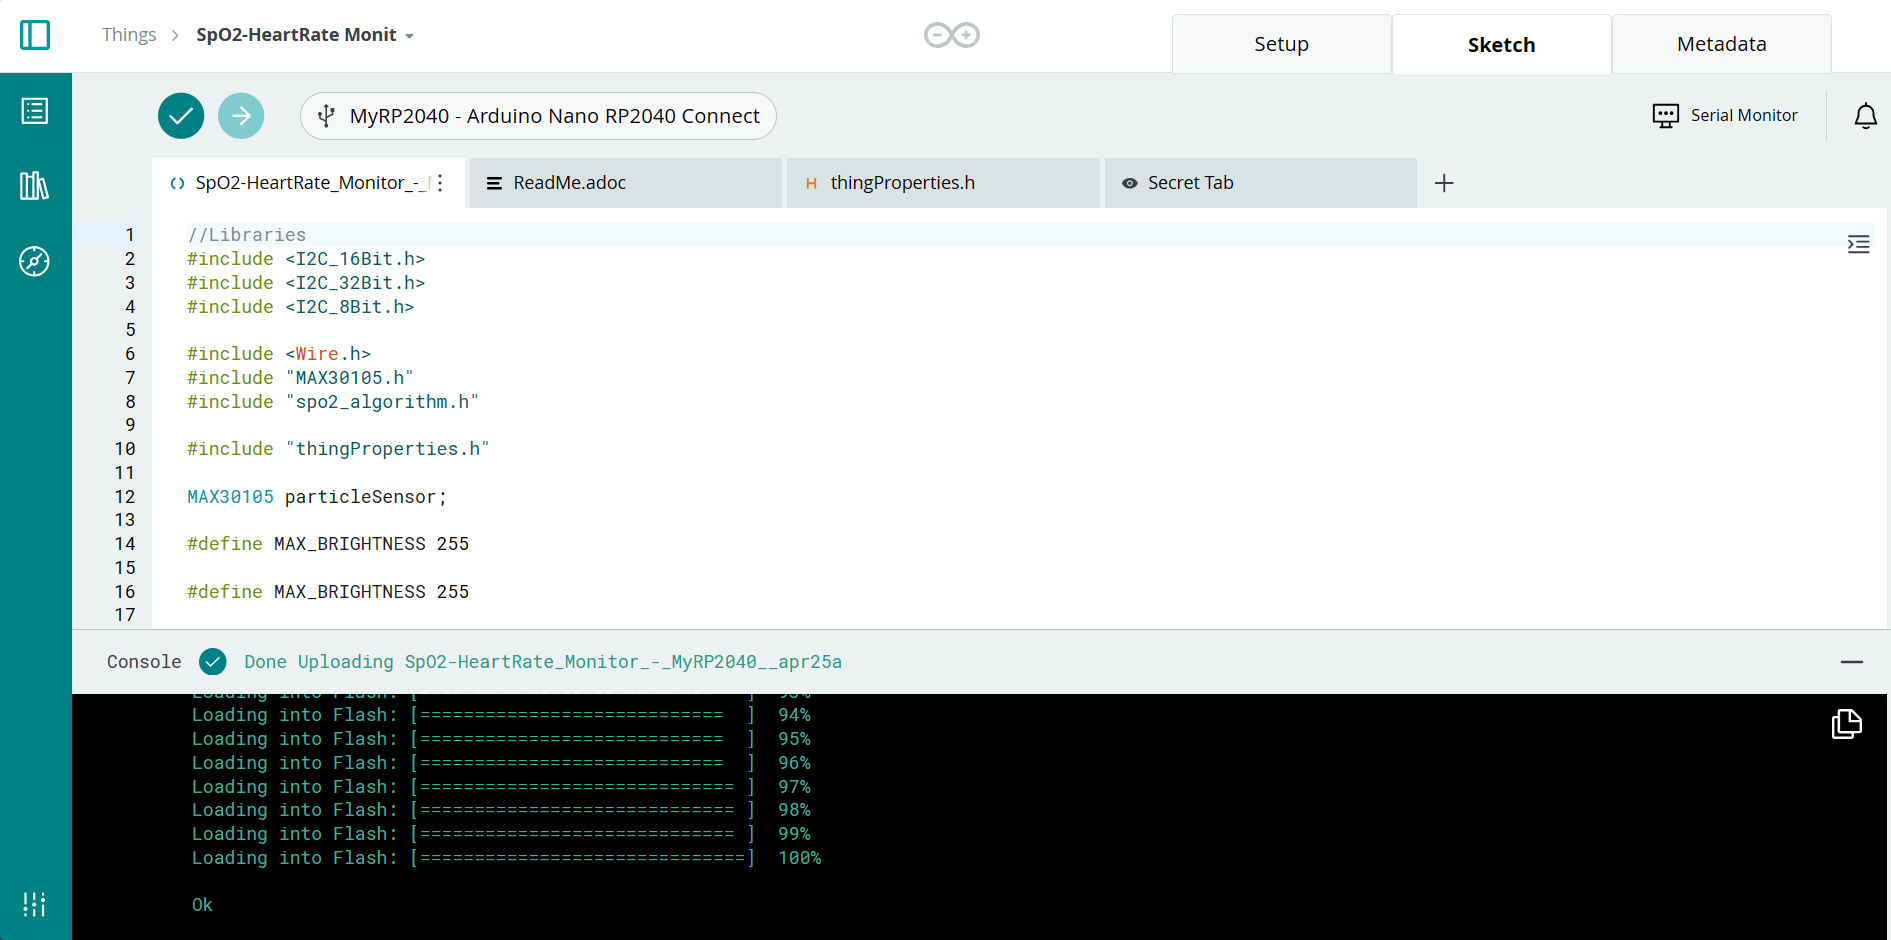 Things > SpO2-HeartRate Monit
Setup
Sketch
Metadata
MyRP2040 - Arduino Nano RP2040 Connect
Serial Monitor
SpO2-HeartRate_Monitor_-_
ReadMe.adoc
H thingProperties.h
Secret Tab
1 //Libraries
2 #include <I2C_16Bit.h>
3 #include <I2C_32Bit.h>
4 #include <I2C_8Bit.h>
5
6 #include <Wire.h>
7 #include "MAX30105.h"
8 #include "spo2_algorithm.h"
9
10 #include "thingProperties.h"
11
12 MAX30105 particleSensor;
13
14 #define MAX_BRIGHTNESS 255
15
16 #define MAX_BRIGHTNESS 255
17
Console Done Uploading SpO2-HeartRate_Monitor_-_MyRP2040__apr25a
Loading into Flash: [============================  ] 94%
Loading into Flash: [============================  ] 95%
Loading into Flash: [============================  ] 96%
Loading into Flash: [============================= ] 97%
Loading into Flash: [============================= ] 98%
Loading into Flash: [============================= ] 99%
Loading into Flash: [==============================] 100%
Ok